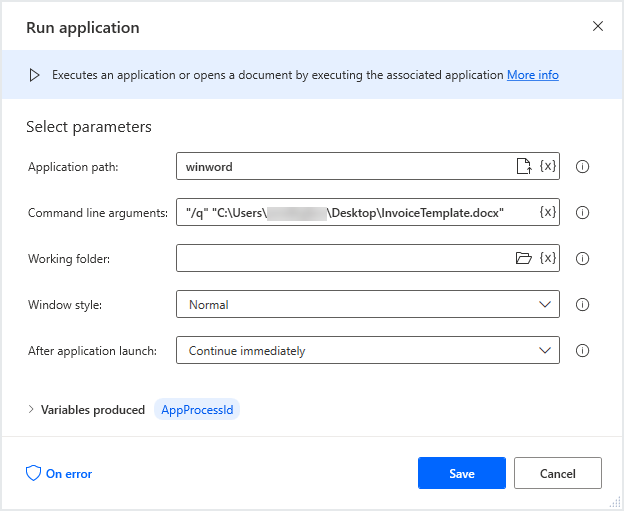 Run application
Executes an application or opens a document by executing the associated application More info
Select parameters
Application path: winword {x}
Command line arguments: "/q" "C:\Users\ \Desktop\InvoiceTemplate.docx" {x}
Working folder: {x}
Window style: Normal
After application launch: Continue immediately
Variables produced AppProcessId
On error Save Cancel